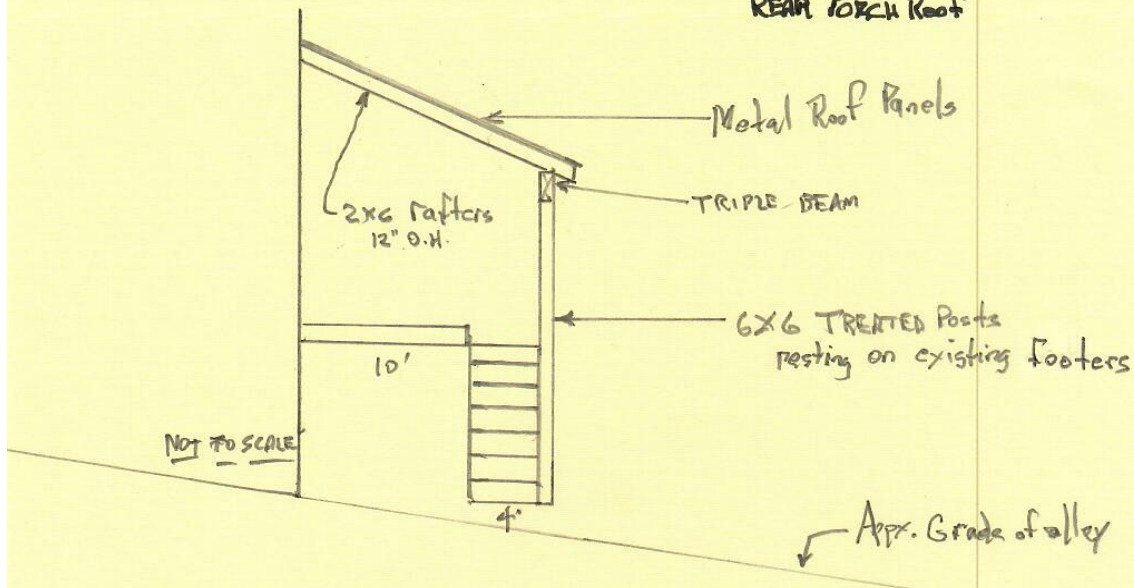 REAR PORCH Roof
Metal Roof Panels
TRIPLE BEAM
2x6 rafters
12" O.H.
6X6 TREATED Posts
resting on existing footers
10'
NOT TO SCALE
4'
Appx. Grade of alley